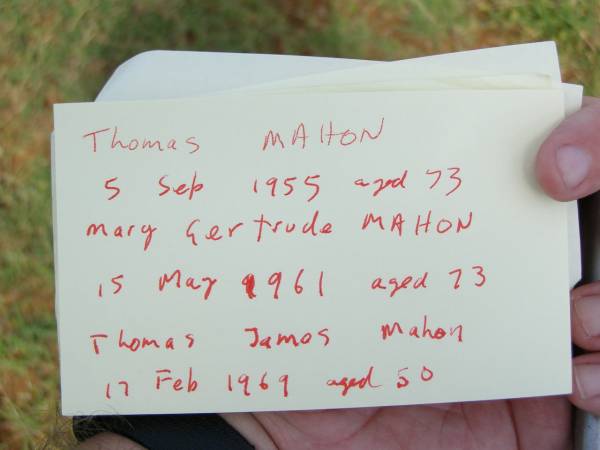 Thomas MAHON
5 Sep 1955 aged 73
Mary Gertrude MAHON
15 May 1961 aged 73
Thomas James Mahon
17 Feb 1969 aged 50